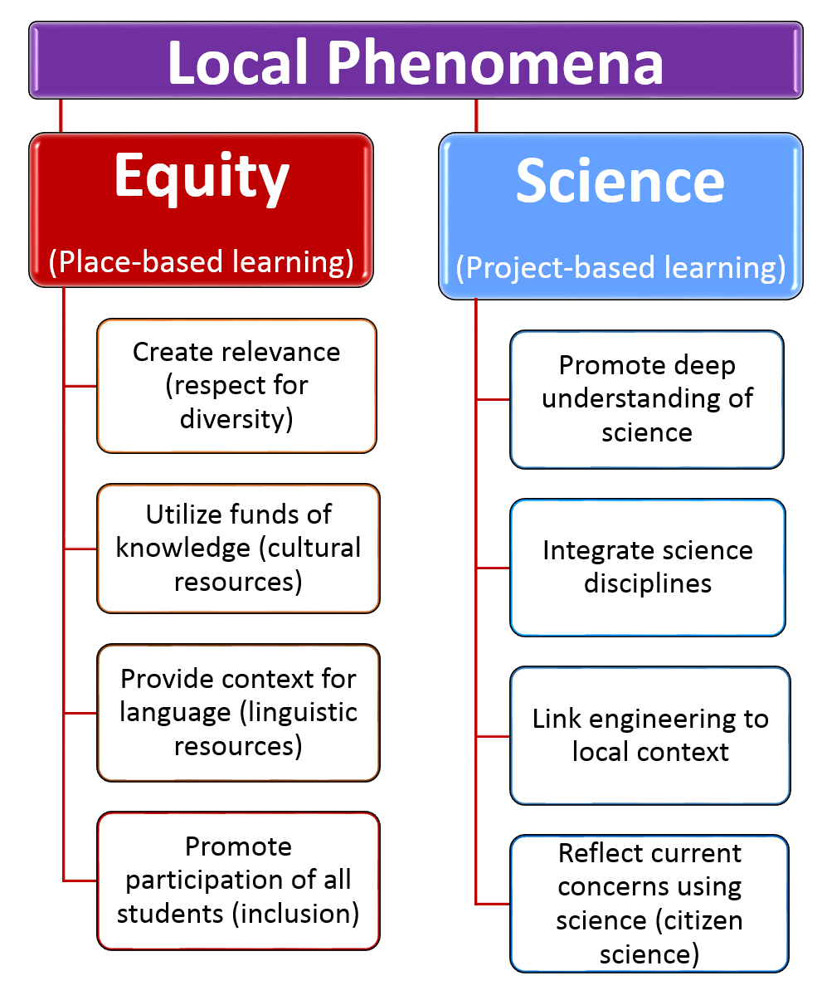 Local Phenomena
Equity
(Place-based learning)
Create relevance
(respect for
diversity)
Utilize funds of
knowledge (cultural
resources)
Provide context for
language (linguistic
resources)
Promote
participation of all
students (inclusion)
Science
(Project-based learning)
Promote deep
understanding of
science
Integrate science
disciplines
Link engineering to
local context
Reflect current
concerns using
science (citizen
science)